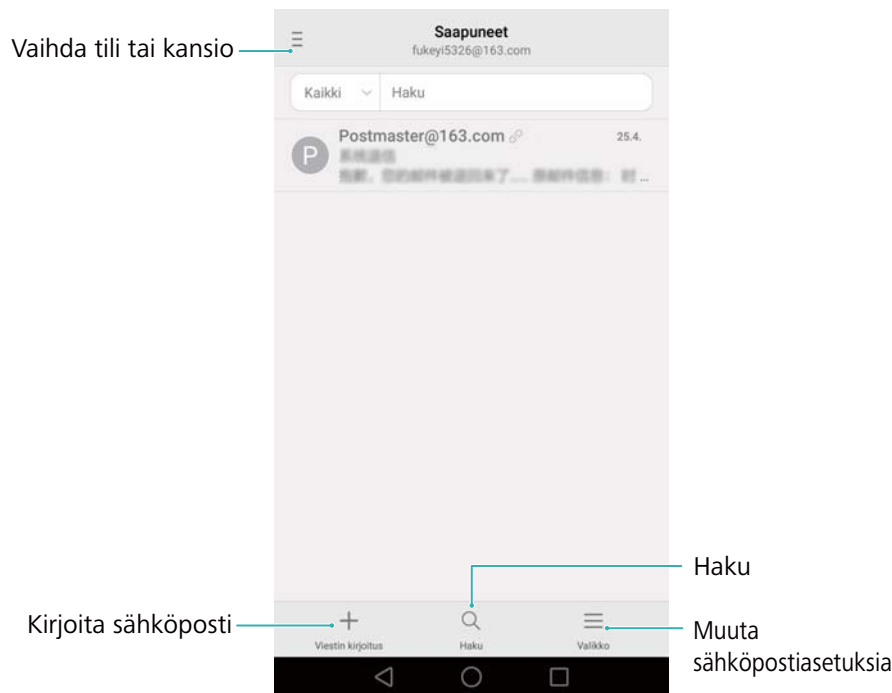 Saapuneet
Vaihda tili tai kansio
fukeyi5326@163.com
Kaikki Haku
Postmaster@163.com 25.4.
P
Haku
Kirjoita sähköposti
Viestin kirjoitus Haku Valikko
Muuta
sähköpostiasetuksia